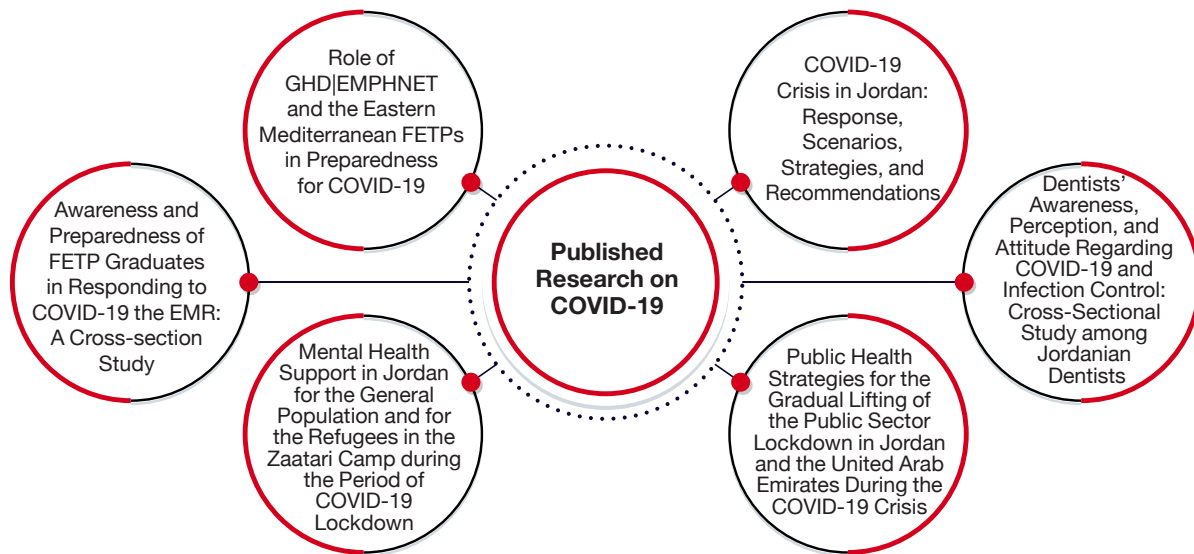 Role of
GHD|EMPHNET
and the Eastern
Mediterranean FETPs
in Preparedness
for COVID-19
COVID-19
Crisis in Jordan:
Response,
Scenarios,
Strategies, and
Recommendations
Awareness and
Preparedness of
FETP Graduates
in Responding to
COVID-19 the EMR:
A Cross-section
Study
Published
Research on
COVID-19
Dentists’
Awareness,
Perception, and
Attitude Regarding
COVID-19 and
Infection Control:
Cross-Sectional
Study among
Jordanian
Dentists
Mental Health
Support in Jordan
for the General
Population and for
the Refugees in the
Zaatari Camp during
the Period of
COVID-19
Lockdown
Public Health
Strategies for the
Gradual Lifting of
the Public Sector
Lockdown in Jordan
and the United Arab
Emirates During the
COVID-19 Crisis